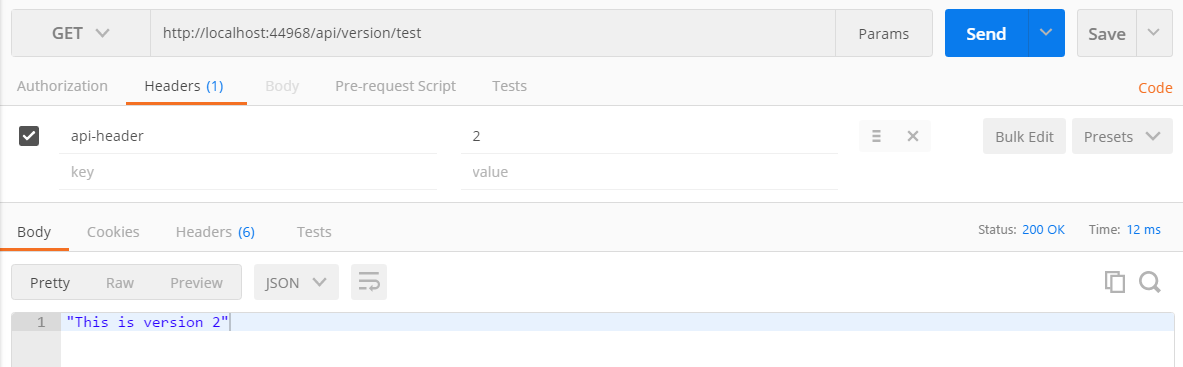 GET http://localhost:44968/api/version/test Params Send Save
Authorization Headers (1) Body Pre-request Script Tests Code
api-header 2 Bulk Edit Presets
key value
Body Cookies Headers (6) Tests Status: 200 OK Time: 12 ms
Pretty Raw Preview JSON
1 "This is version 2"